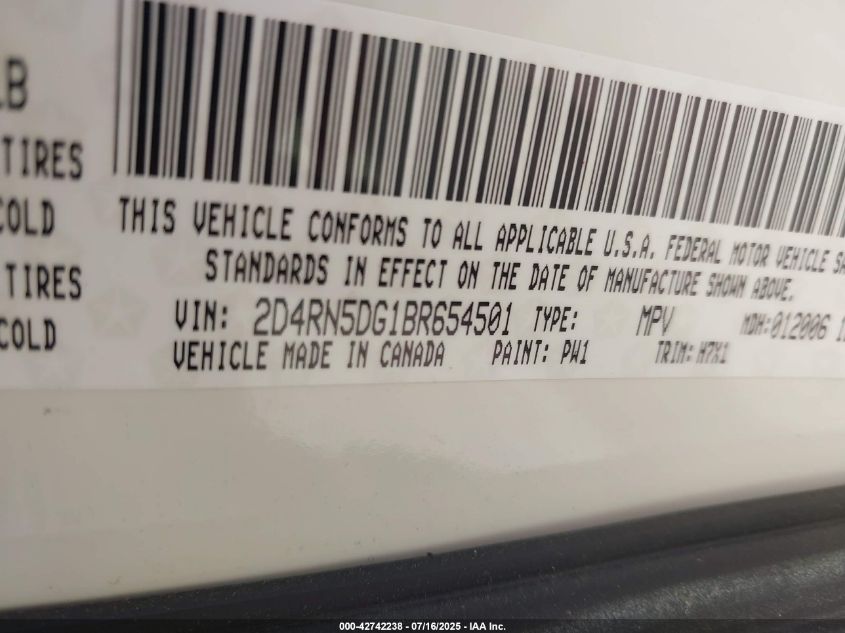 LB
TIRES
COLD
TIRES
COLD
THIS VEHICLE CONFORMS TO ALL APPLICABLE U.S.A. FEDERAL MOTOR VEHICLE SA
STANDARDS IN EFFECT ON THE DATE OF MANUFACTURE SHOWN ABOVE.
VIN: 2D4RN5DG1BR654501 TYPE: MPV MDH:012006
VEHICLE MADE IN CANADA PAINT: PW1 TRIM: H7X1
000-42742238 - 07/16/2025 - IAA Inc.